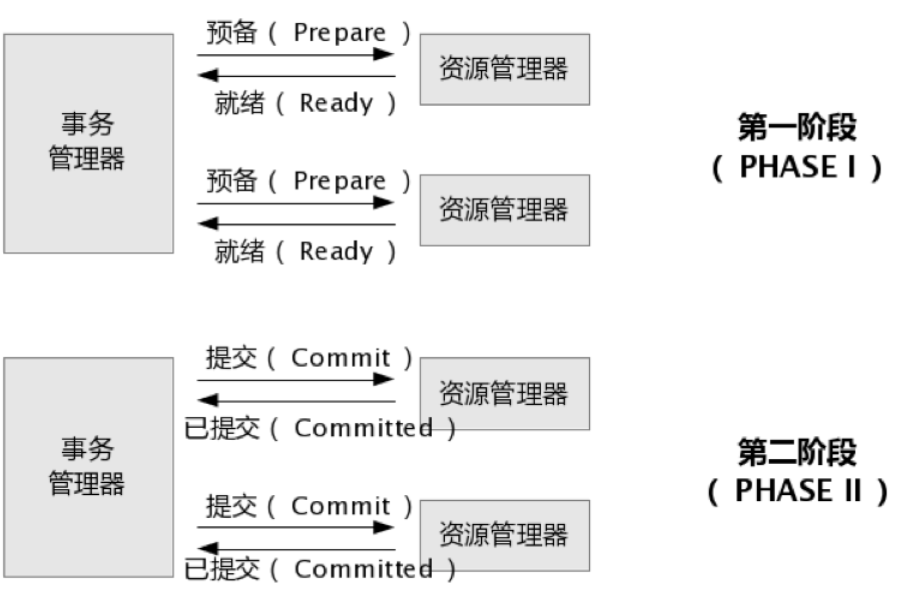 预备（ Prepare ）
事务
管理器
资源管理器
就绪（ Ready ）
第一阶段
（ PHASE I ）
预备（ Prepare ）
资源管理器
就绪（ Ready ）
提交（ Commit ）
事务
管理器
资源管理器
已提交（ Committed ）
第二阶段
（ PHASE II ）
提交（ Commit ）
资源管理器
已提交（ Committed ）